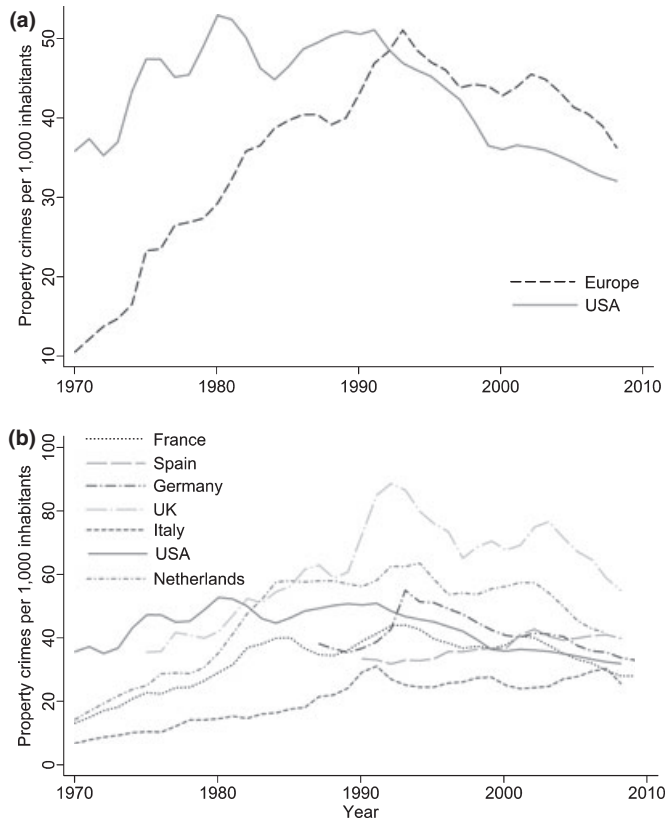 (a)
Property crimes per 1,000 inhabitants
50
40
30
20
10
Europe
USA
1970
1980
1990
2000
2010
(b)
Property crimes per 1,000 inhabitants
100
80
60
40
20
0
France
Spain
Germany
UK
Italy
USA
Netherlands
1970
1980
1990
2000
2010
Year